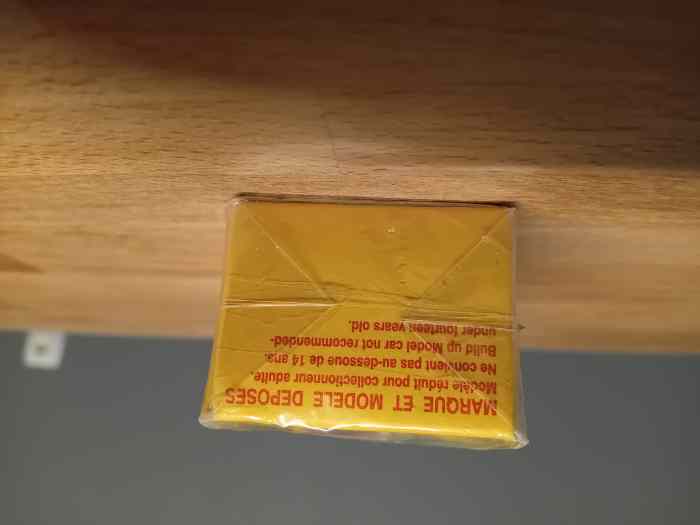 MARQUE ET MODELE DEPOSES
Modèle réduit pour collectionneur adulte.
Ne convient pas au-dessoue de 14 ans.
Build up Model car not recommended-
under fourteen years old.